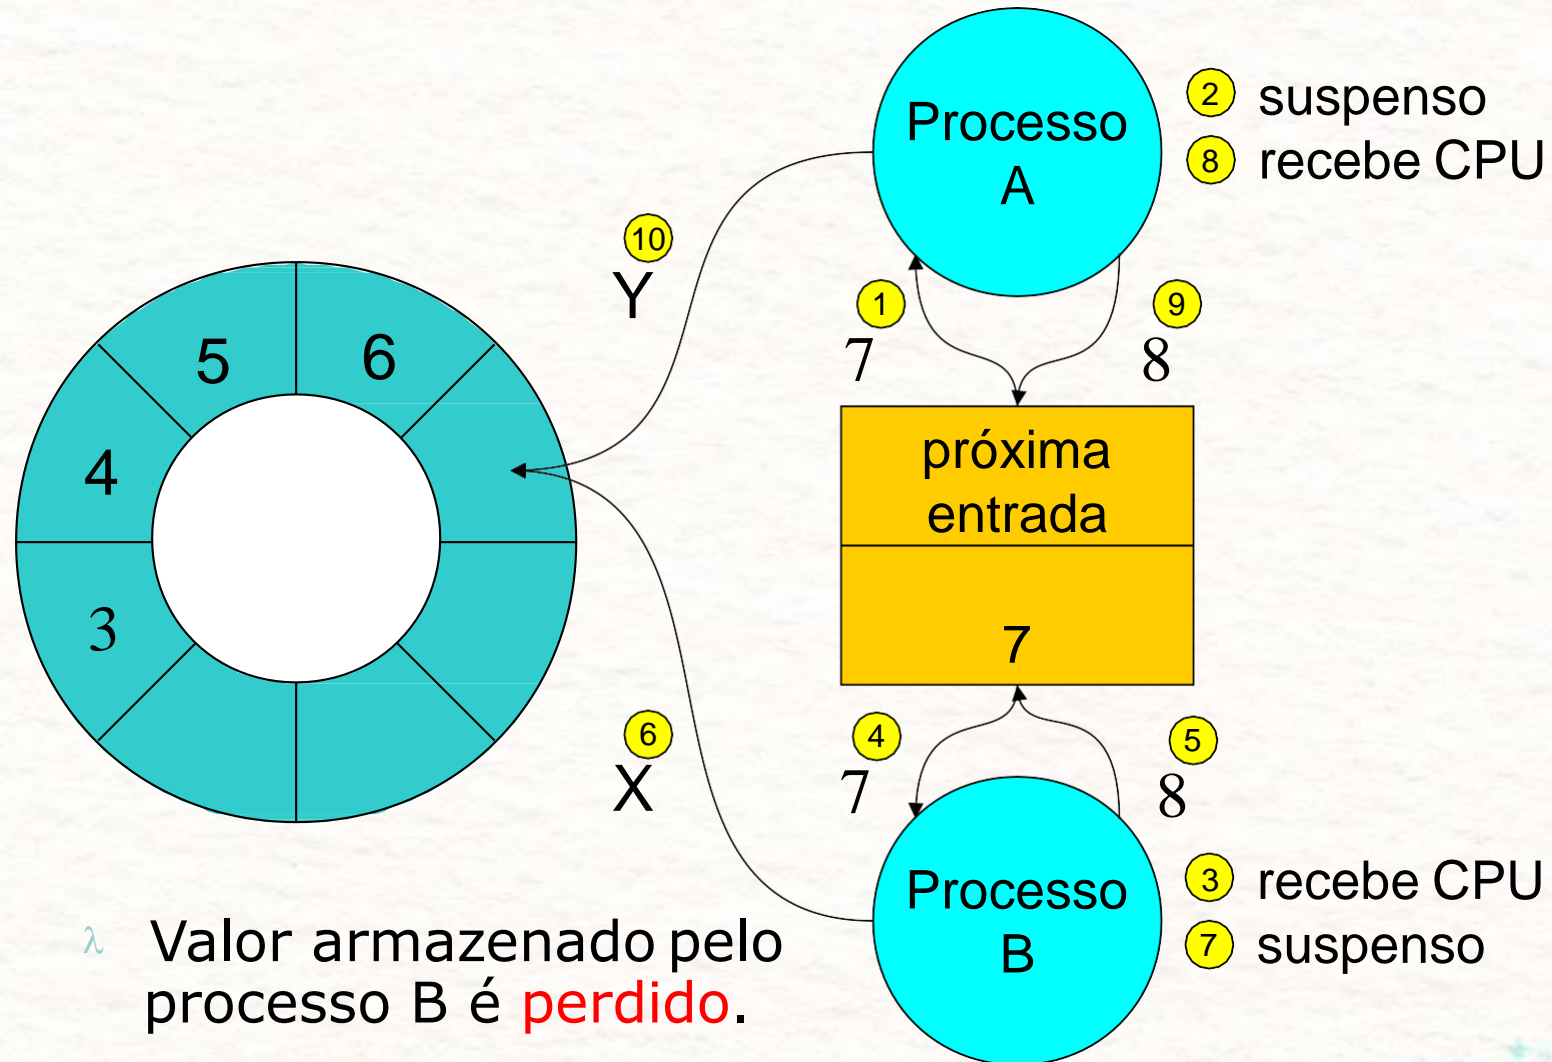 Processo
A
2 suspenso
8 recebe CPU
10
Y
1
7
9
8
5
6
4
3
próxima
entrada
7
6
X
4
7
5
8
Processo
B
3 recebe CPU
7 suspenso
λ Valor armazenado pelo
processo B é perdido.